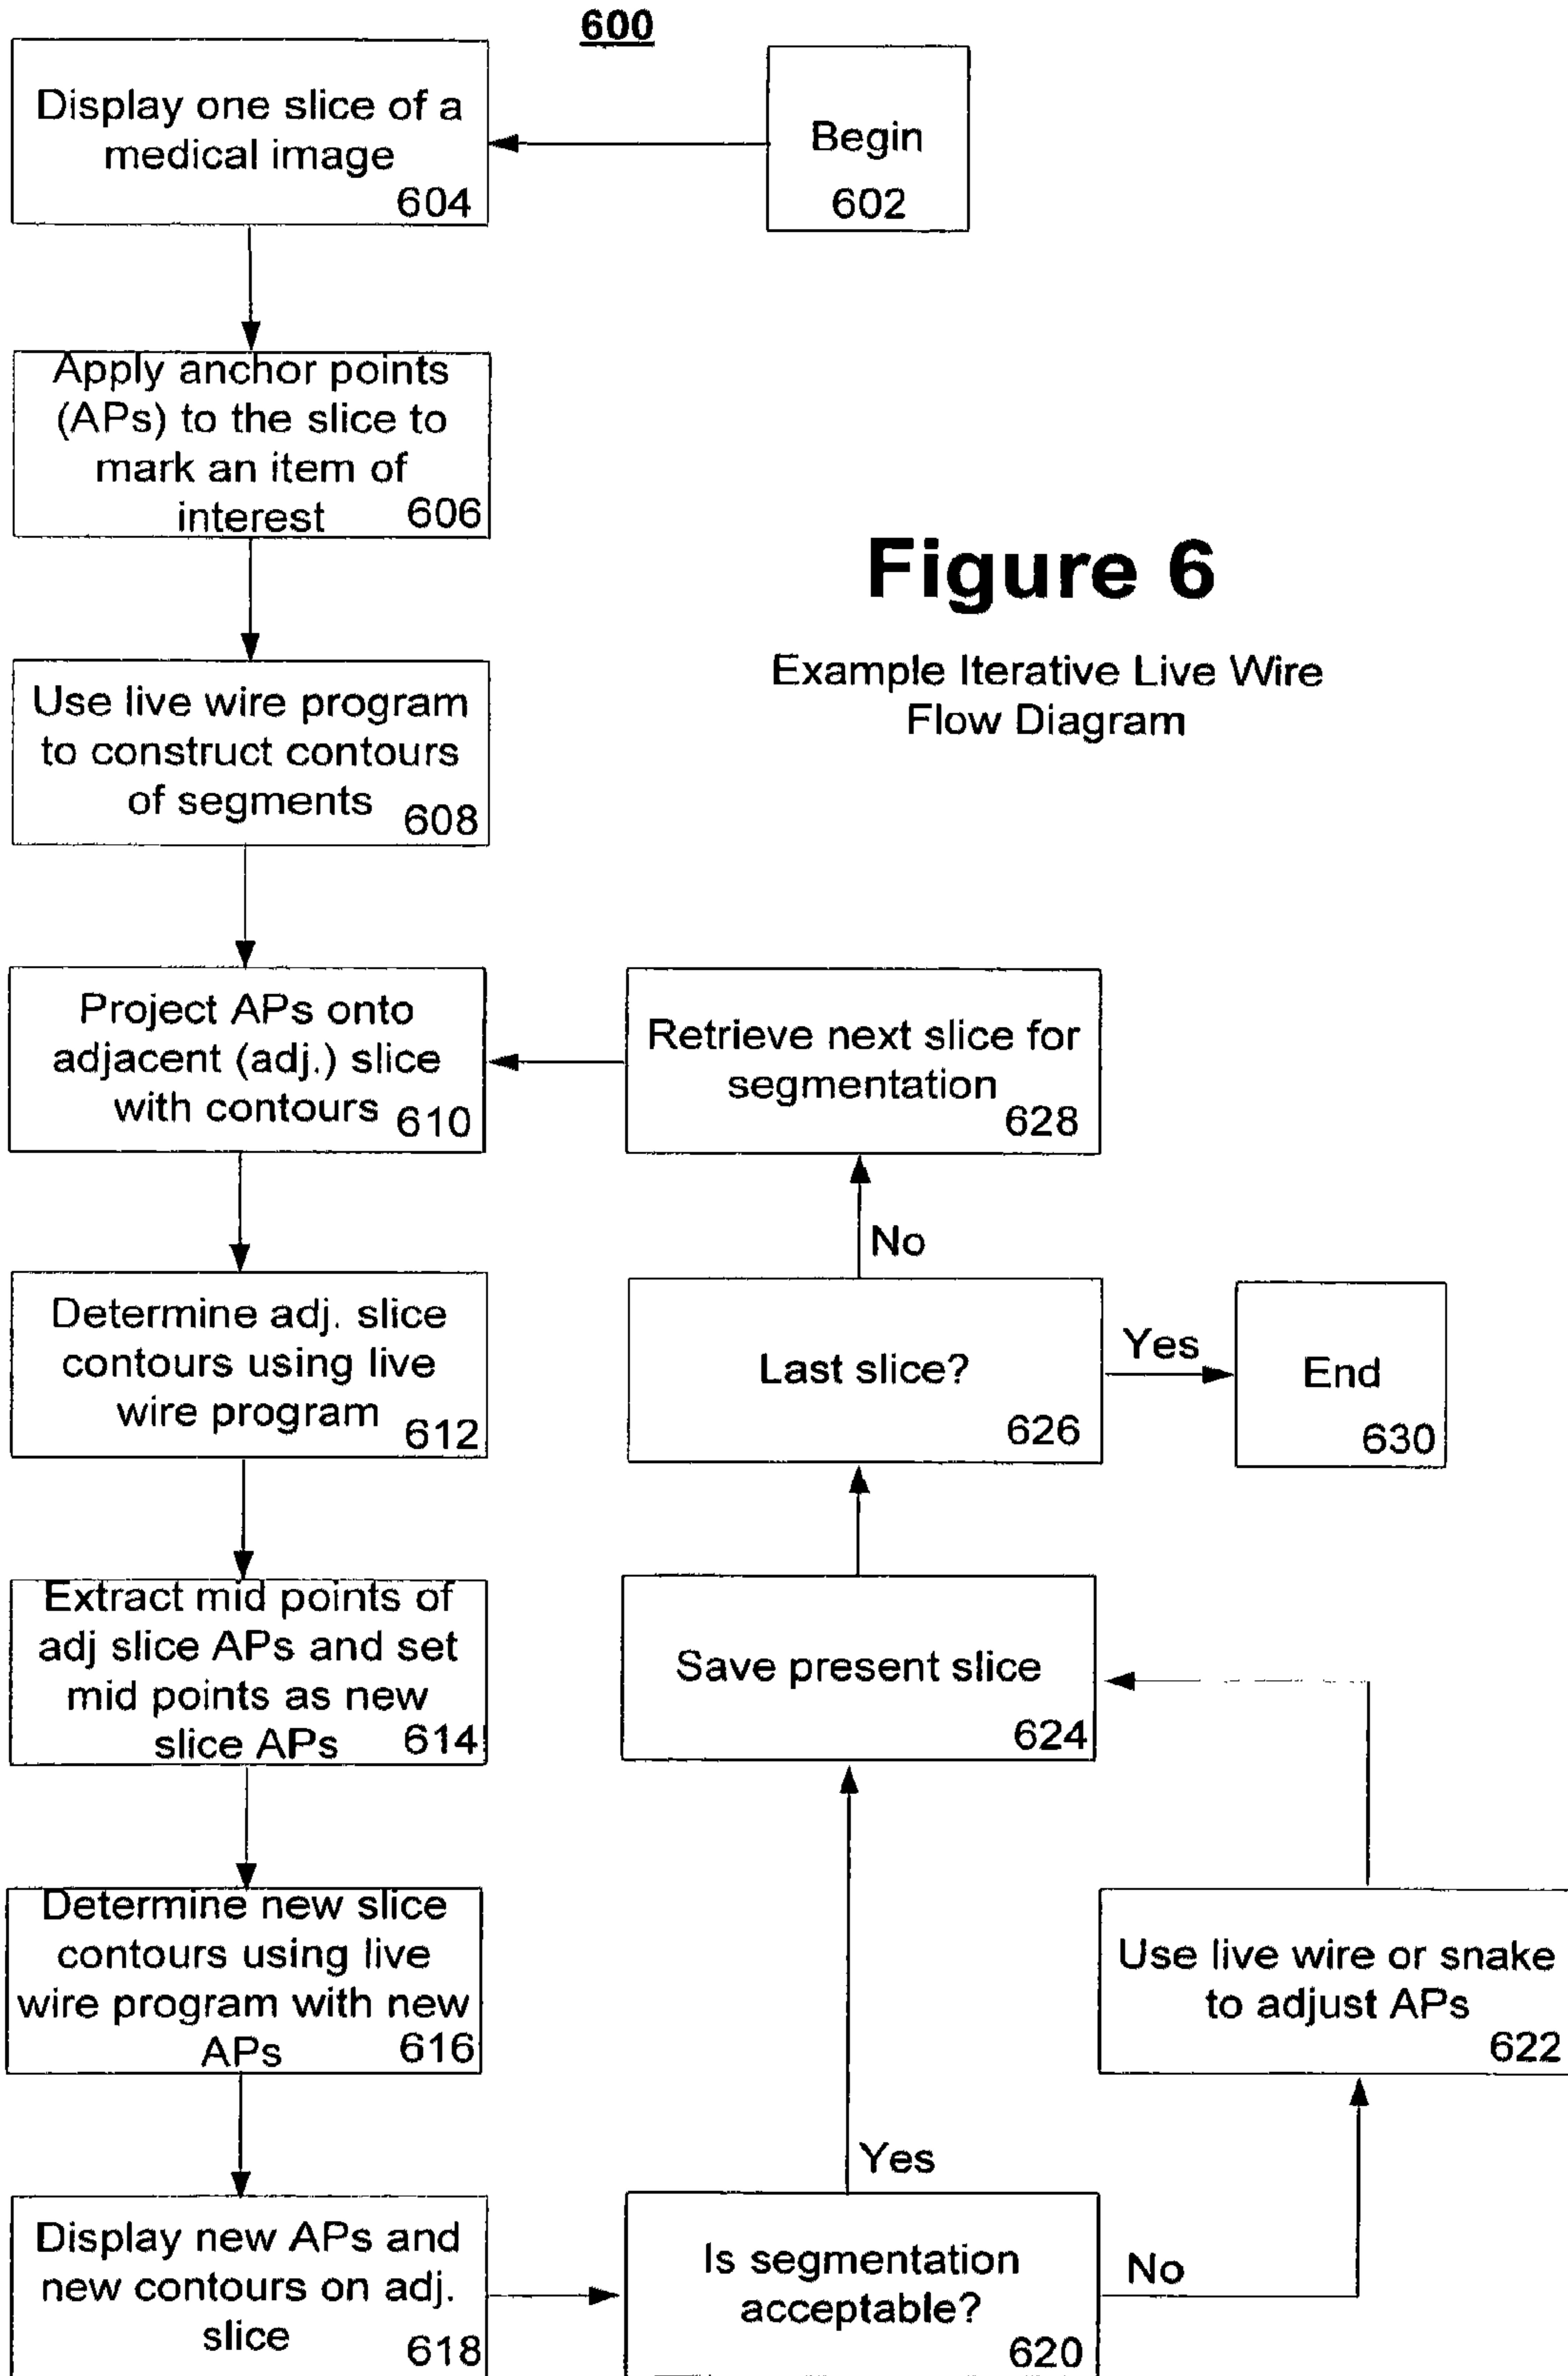 600
Begin
602
Display one slice of a
medical image
604
Apply anchor points
(APs) to the slice to
mark an item of
interest 606
Figure 6
Example Iterative Live Wire
Flow Diagram
Use live wire program
to construct contours
of segments 608
Project APs onto
adjacent (adj.) slice
with contours 610
Retrieve next slice for
segmentation
628
No
Determine adj. slice
contours using live
wire program 612
Last slice?
626
Yes
End
630
Extract mid points of
adj slice APs and set
mid points as new
slice APs 614
Save present slice
624
Determine new slice
contours using live
wire program with new
APs 616
Use live wire or snake
to adjust APs
622
Yes
Display new APs and
new contours on adj.
slice 618
Is segmentation
acceptable?
620
No